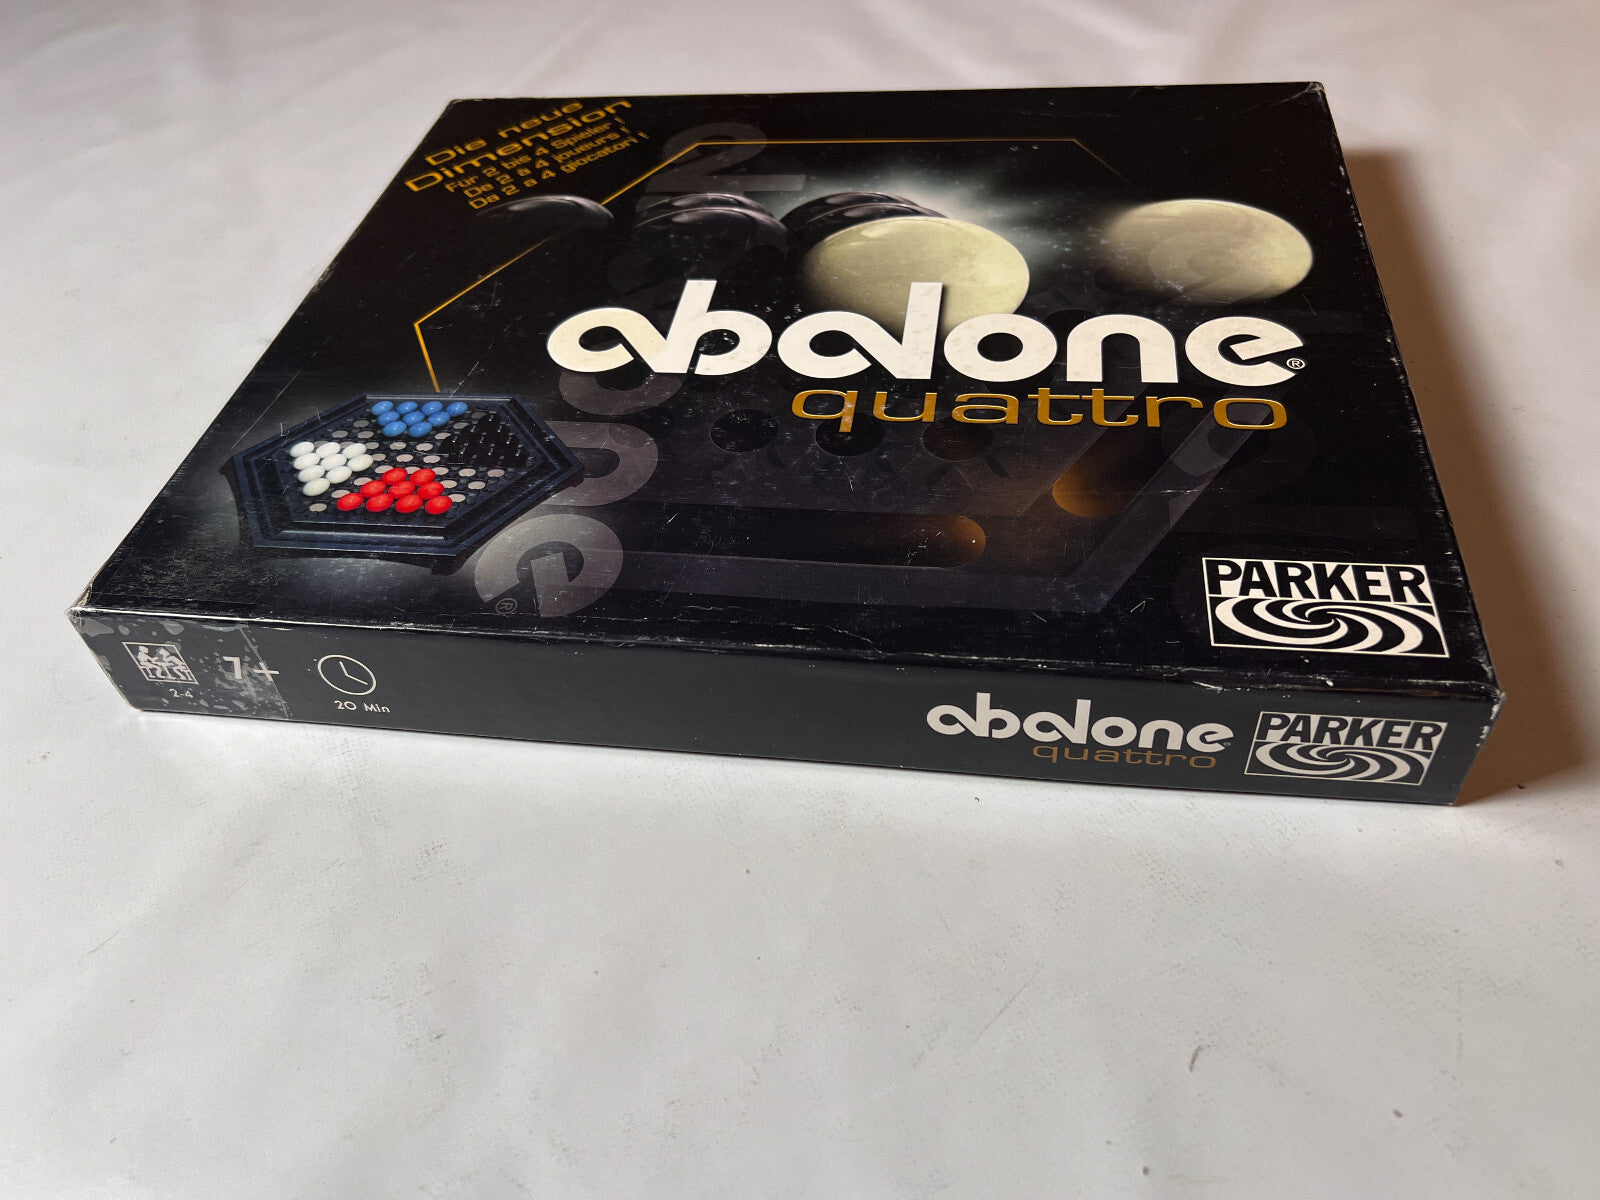 Die neue
Dimension
Für 2 bis 4 Spieler !
De 2 à 4 joueurs !
Da 2 a 4 giocatori !
abalone®
quattro
PARKER
2-4
7+
20 Min
abalone®
quattro
PARKER